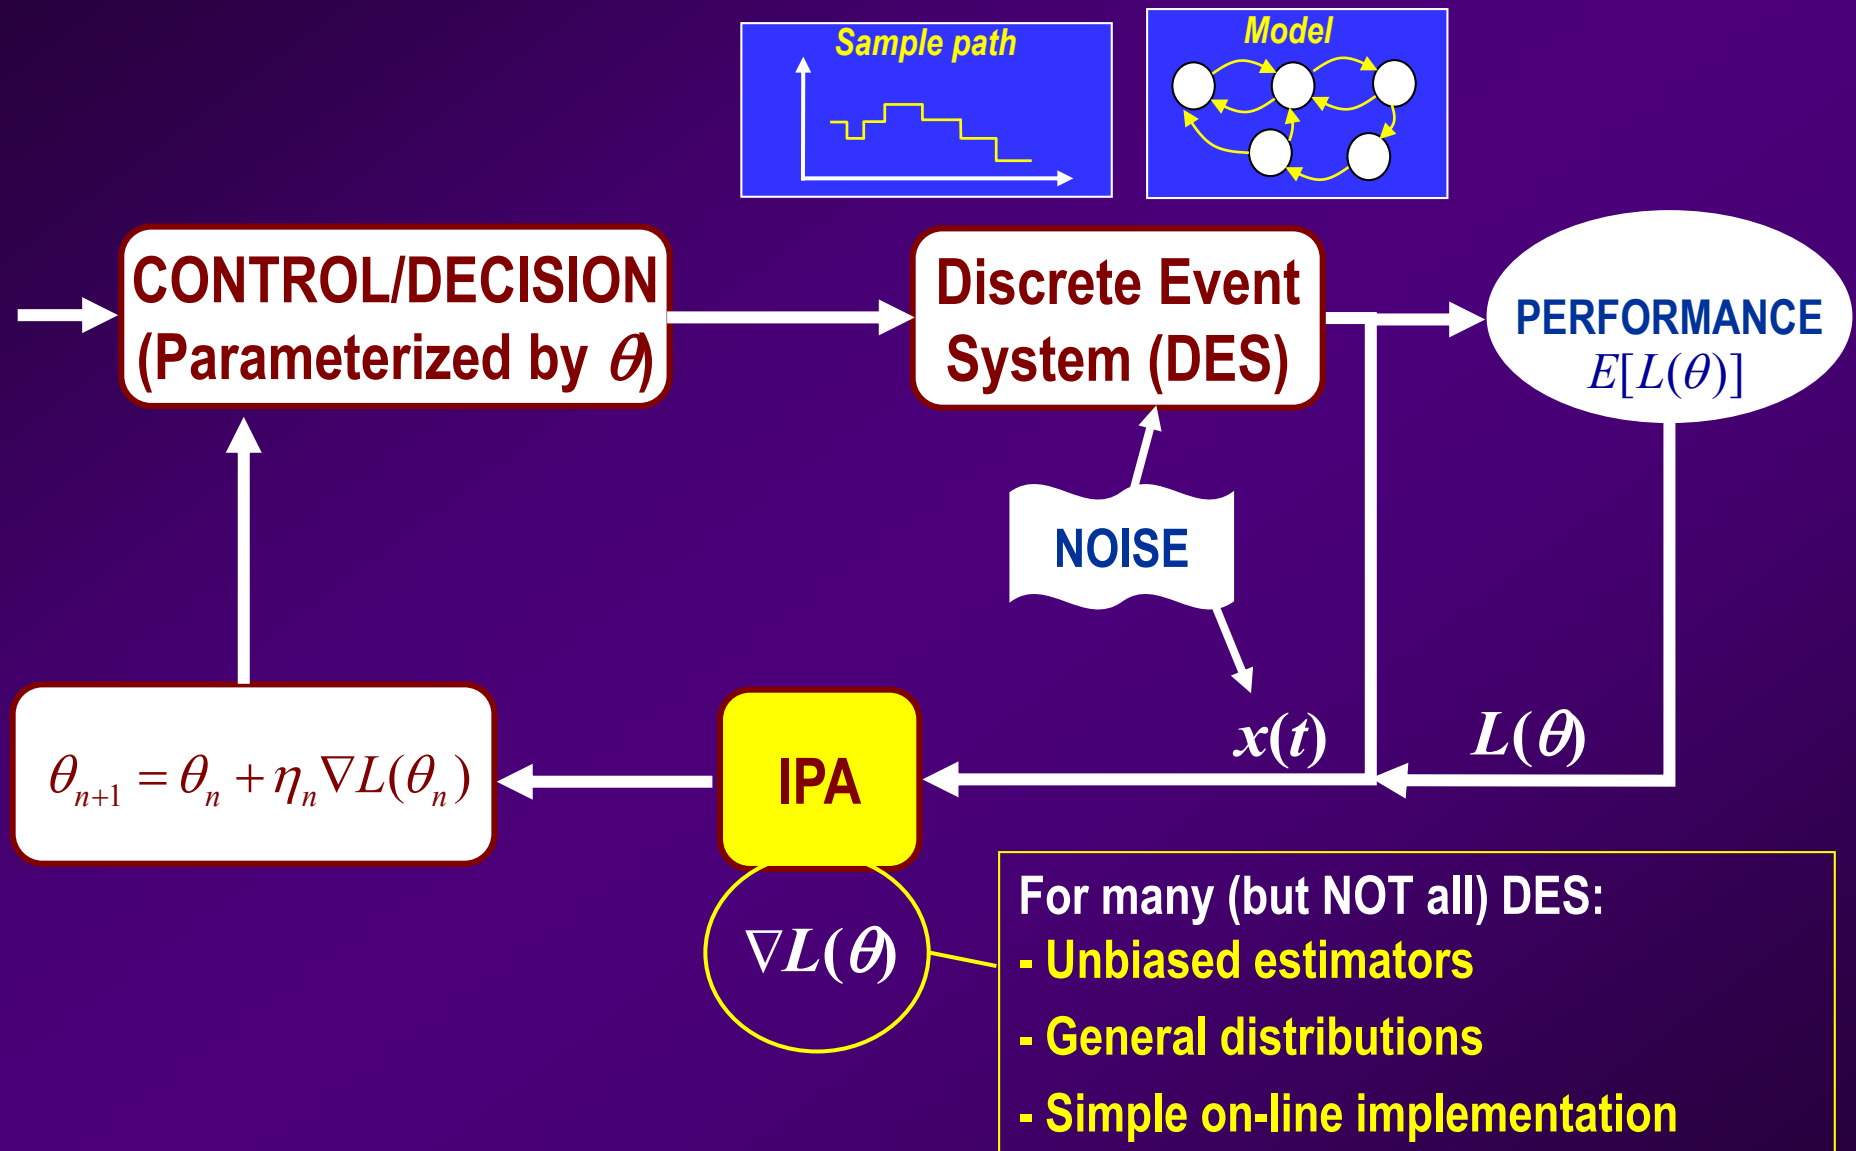 Sample path
Model
CONTROL/DECISION
(Parameterized by θ)
Discrete Event
System (DES)
PERFORMANCE
E[L(θ)]
NOISE
x(t)
L(θ)
θₙ₊₁ = θₙ + ηₙ∇L(θₙ)
IPA
∇L(θ)
For many (but NOT all) DES:
- Unbiased estimators
- General distributions
- Simple on-line implementation